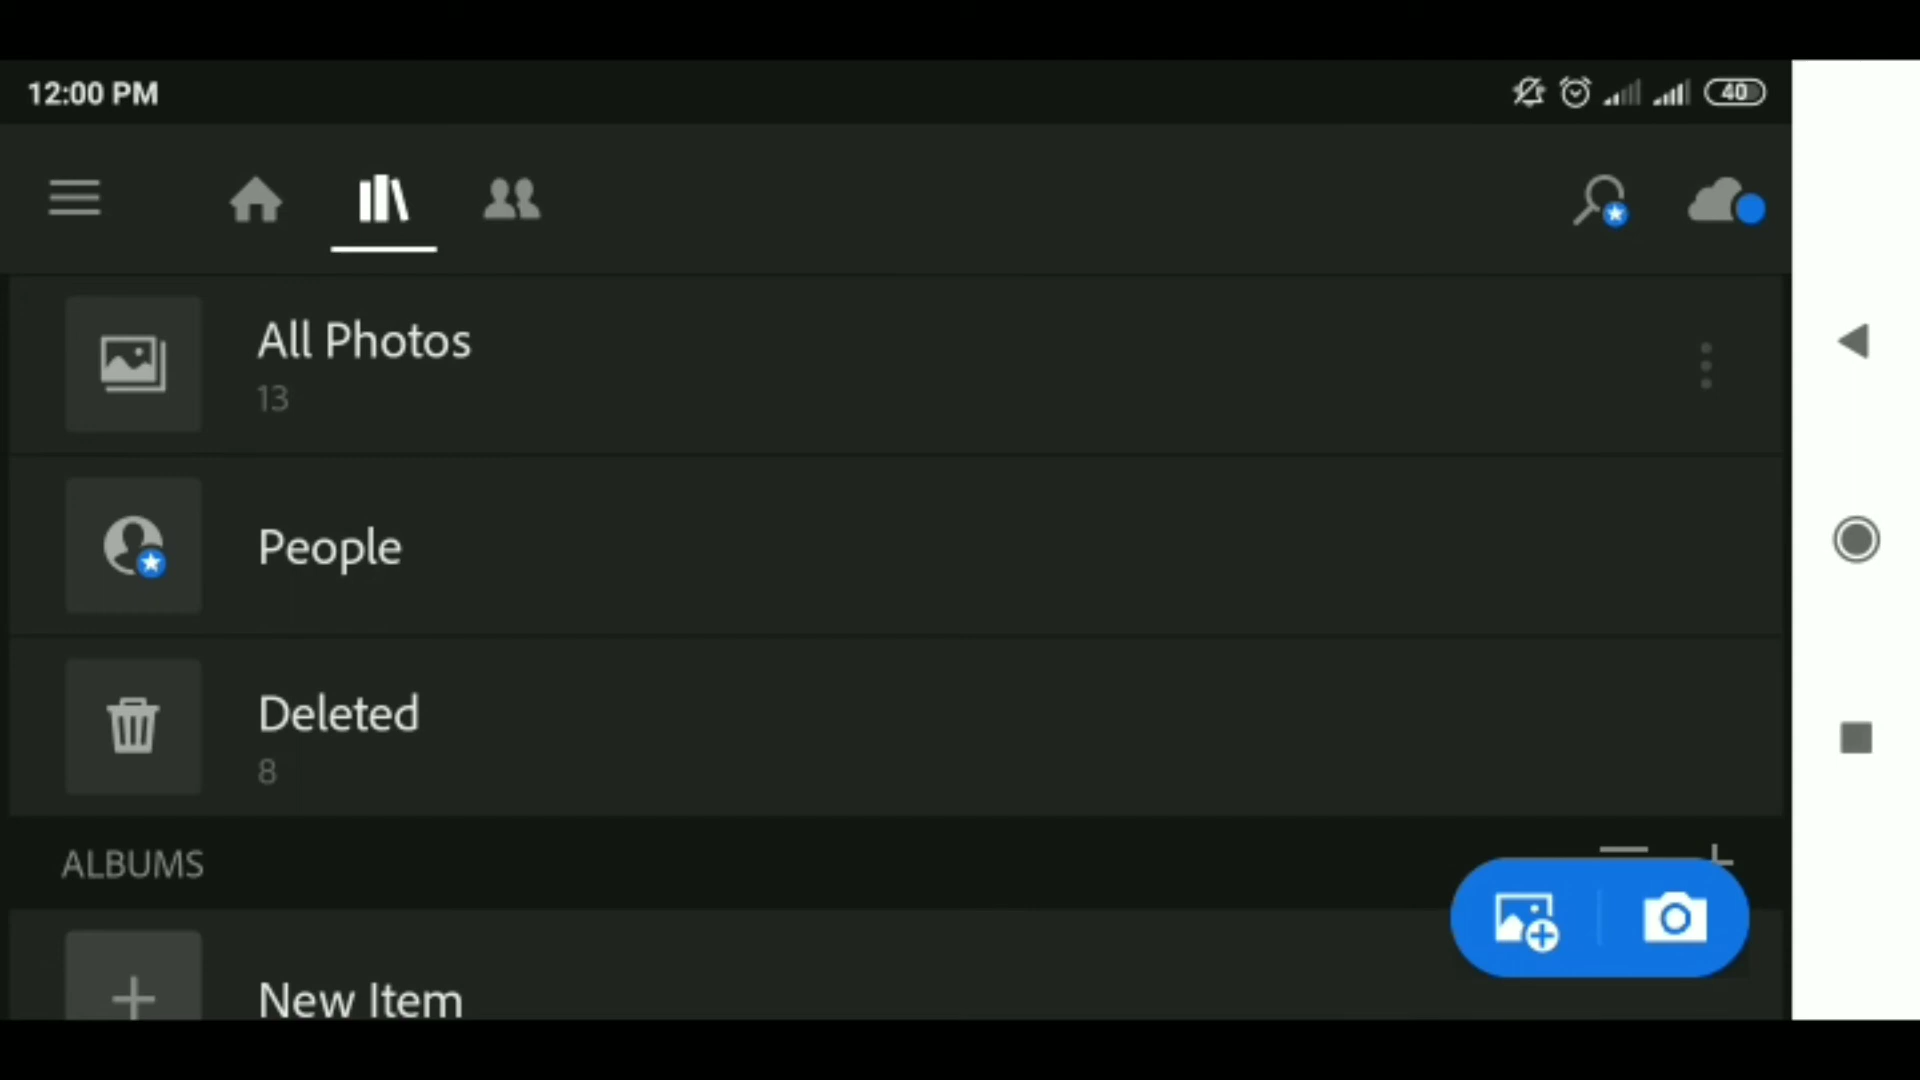 12:00 PM
40
All Photos
13
People
Deleted
8
ALBUMS
New Item